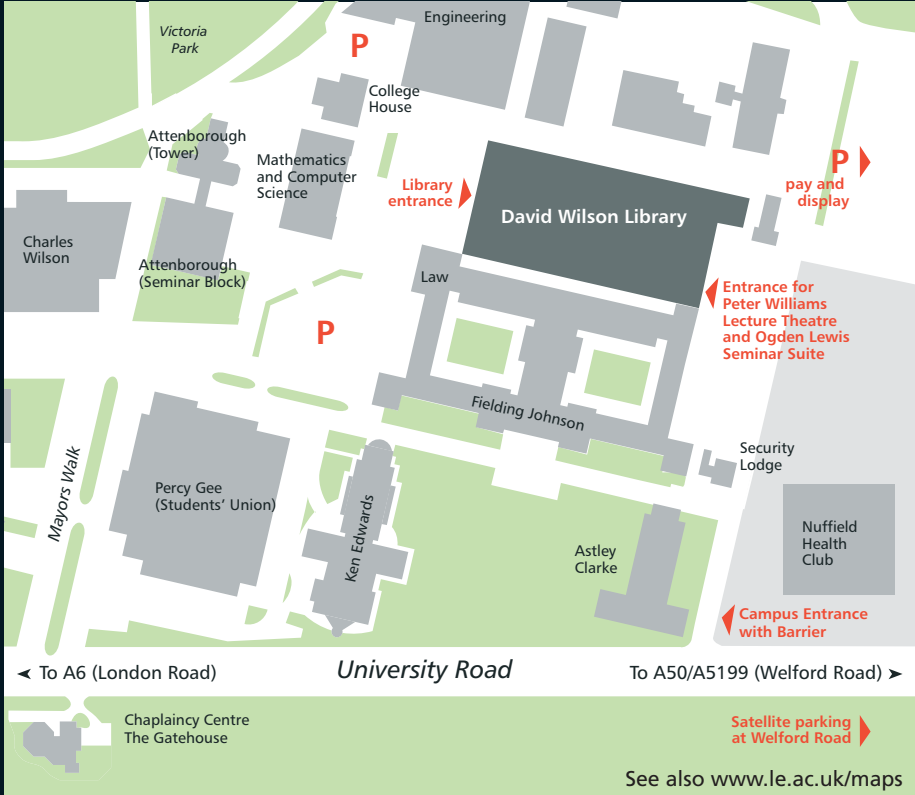 Engineering
Victoria
Park
P
College
House
Attenborough
(Tower)
Mathematics
and Computer
Science
Library
entrance
P
pay and
display
David Wilson Library
Charles
Wilson
Attenborough
(Seminar Block)
Law
Entrance for
Peter Williams
Lecture Theatre
and Ogden Lewis
Seminar Suite
P
Fielding Johnson
Security
Lodge
Mayors Walk
Percy Gee
(Students’ Union)
Ken Edwards
Astley
Clarke
Nuffield
Health
Club
Campus Entrance
with Barrier
To A6 (London Road)
University Road
To A50/A5199 (Welford Road)
Chaplaincy Centre
The Gatehouse
Satellite parking
at Welford Road
See also www.le.ac.uk/maps